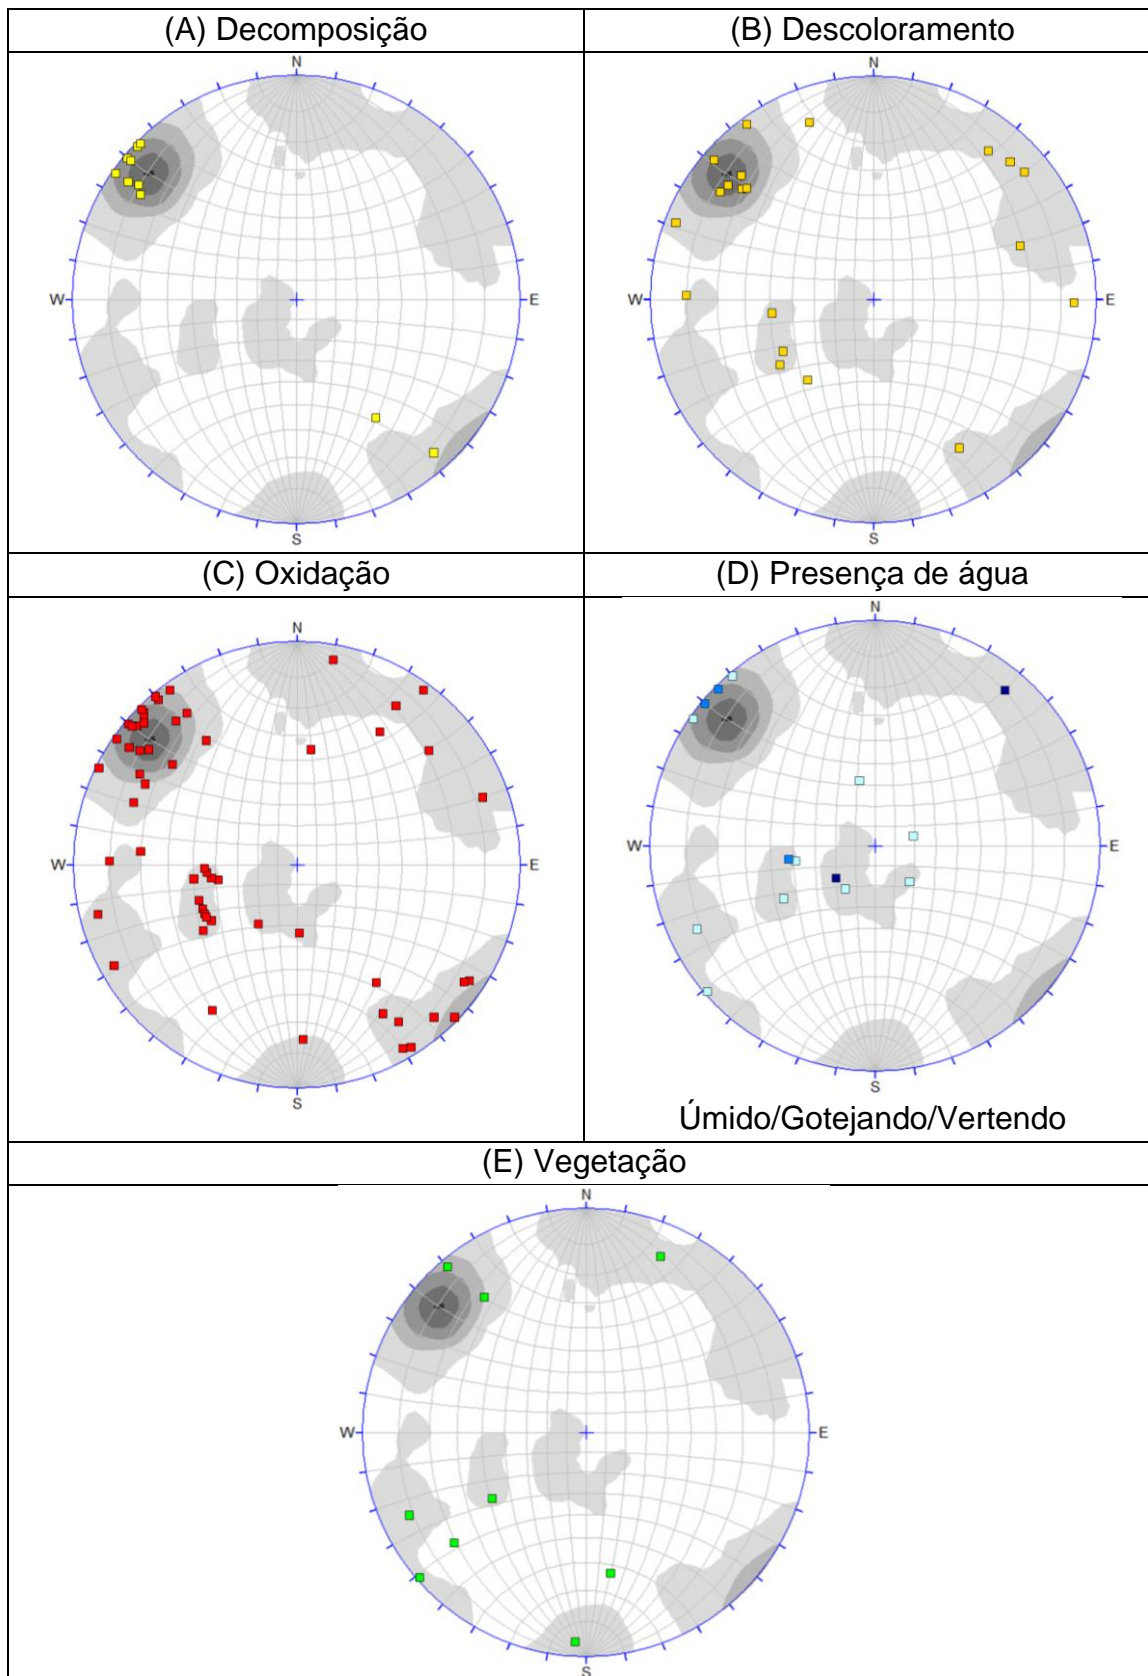 (A) Decomposição
(B) Descoloramento
N
W
E
S
N
W
E
S
(C) Oxidação
(D) Presença de água
N
W
E
S
N
W
E
S
Úmido/Gotejando/Vertendo
(E) Vegetação
N
W
E
S